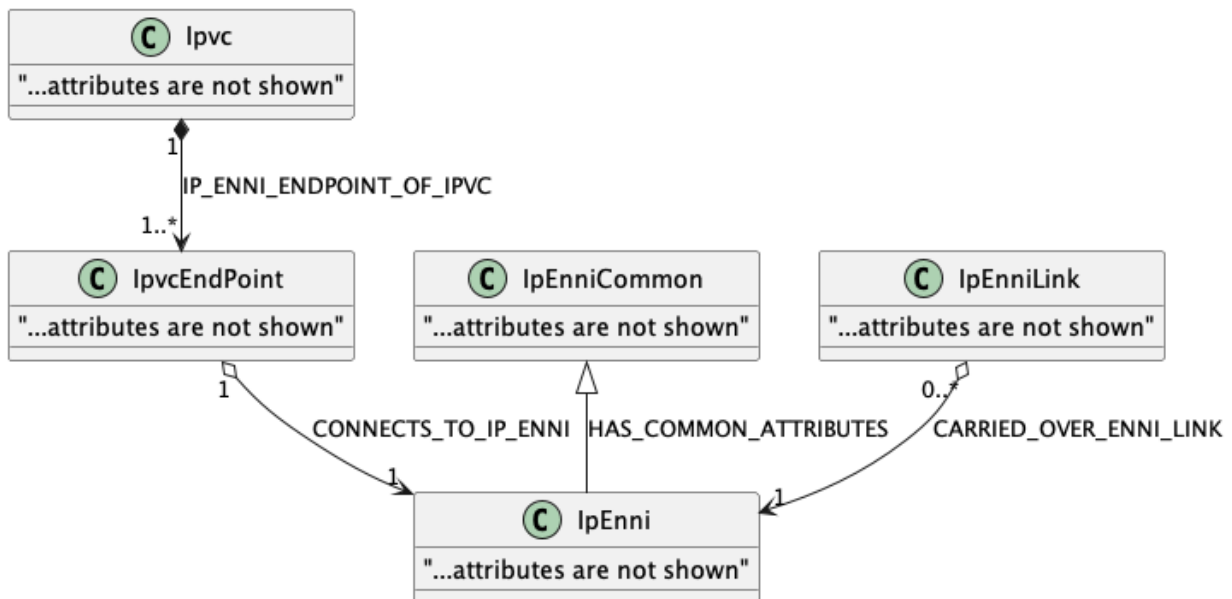 C Ipvc
"...attributes are not shown"
1
IP_ENNI_ENDPOINT_OF_IPVC
1..*
C IpvcEndPoint
"...attributes are not shown"
C IpEnniCommon
"...attributes are not shown"
C IpEnniLink
"...attributes are not shown"
1
0..*
CONNECTS_TO_IP_ENNI
HAS_COMMON_ATTRIBUTES
CARRIED_OVER_ENNI_LINK
1
1
C IpEnni
"...attributes are not shown"